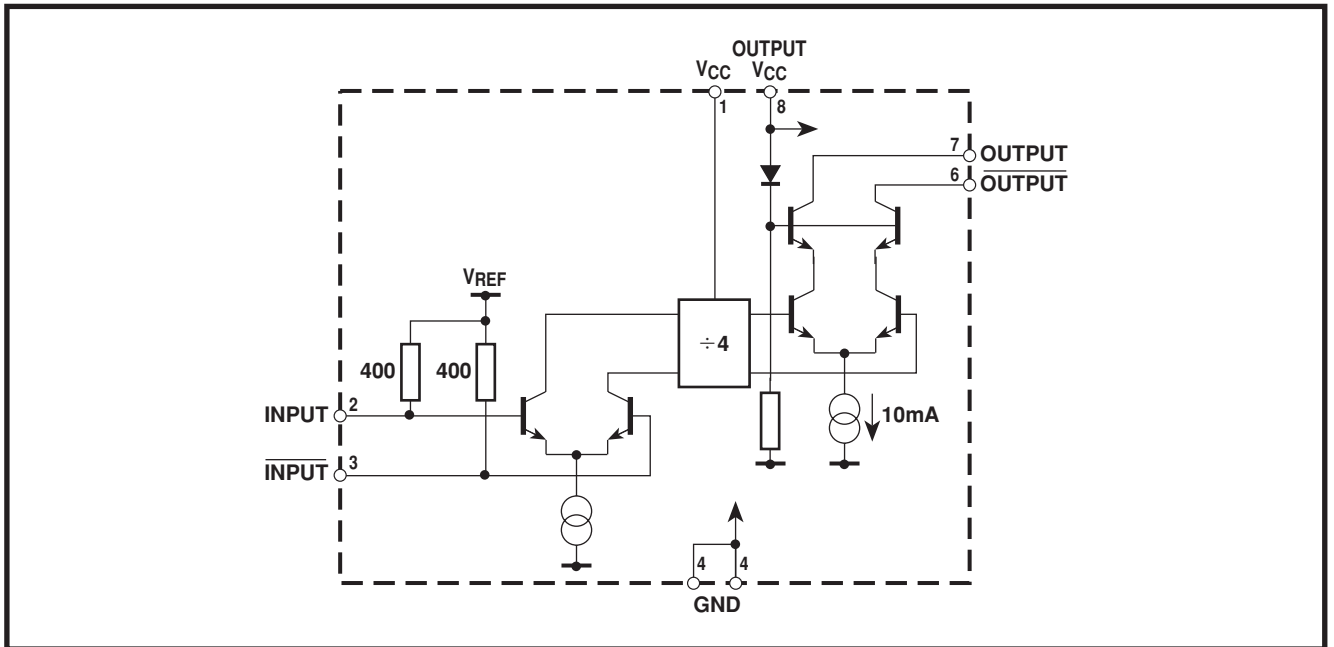 OUTPUT
VCC
VCC
1
8
7
OUTPUT
6
OUTPUT
VREF
400
400
÷4
INPUT
2
10mA
INPUT
3
4
4
GND